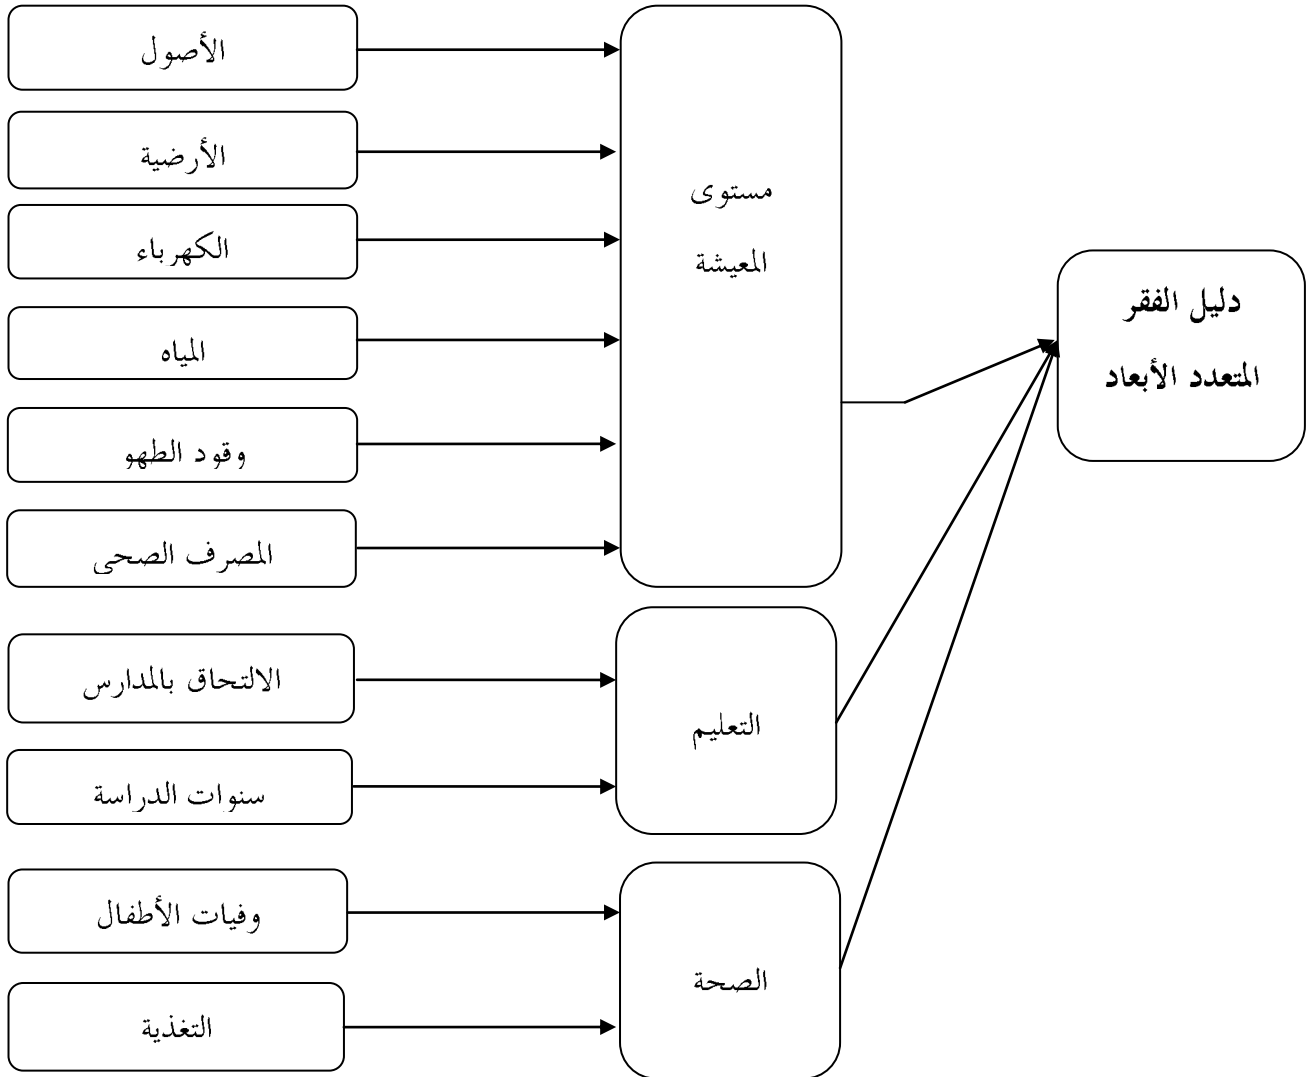 الأصول
الأرضية
الكهرباء
المياه
وقود الطهو
المصرف الصحي
مستوى
المعيشة
الالتحاق بالمدارس
سنوات الدراسة
التعليم
وفيات الأطفال
التغذية
الصحة
دليل الفقر
المتعدد الأبعاد